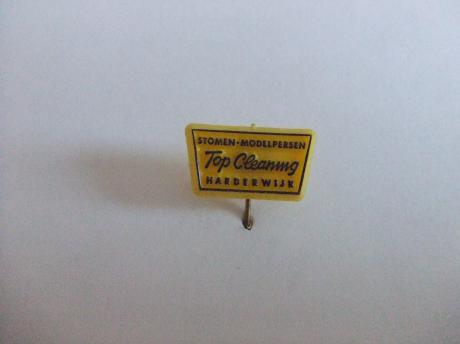 STOMEN-MODELPERSEN
Top Cleaning
HARDERWIJK